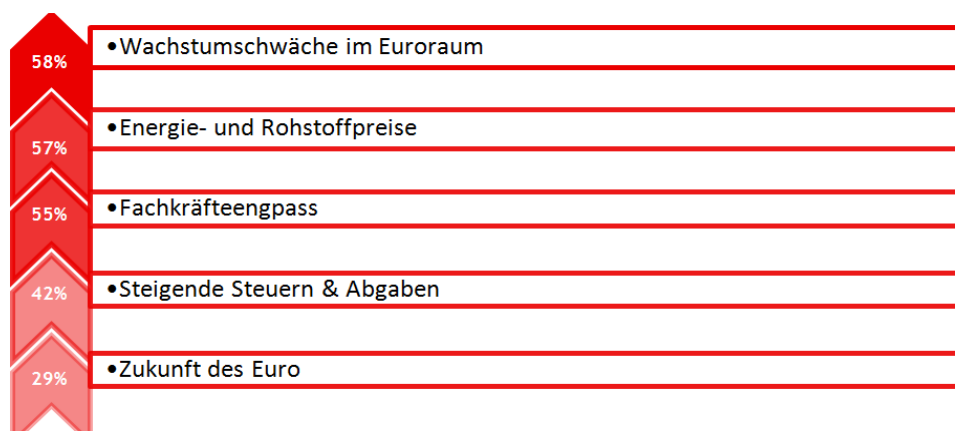 58%
•Wachstumschwäche im Euroraum
57%
•Energie- und Rohstoffpreise
55%
•Fachkräfteengpass
42%
•Steigende Steuern & Abgaben
29%
•Zukunft des Euro